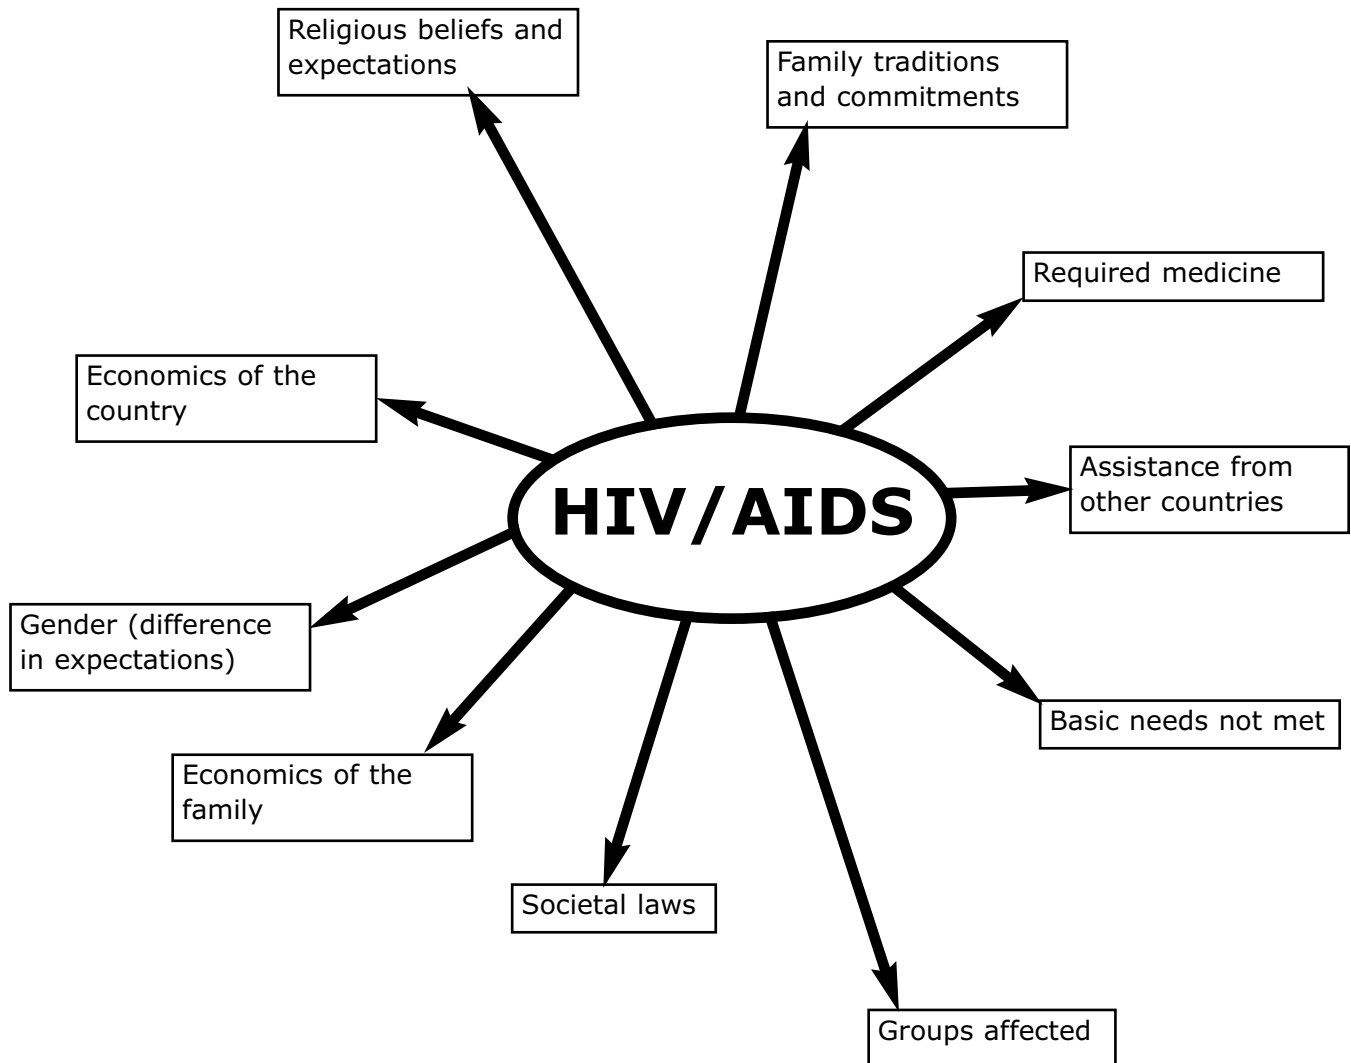 Religious beliefs and
expectations
Family traditions
and commitments
Required medicine
Economics of the
country
Assistance from
other countries
HIV/AIDS
Gender (difference
in expectations)
Basic needs not met
Economics of the
family
Societal laws
Groups affected